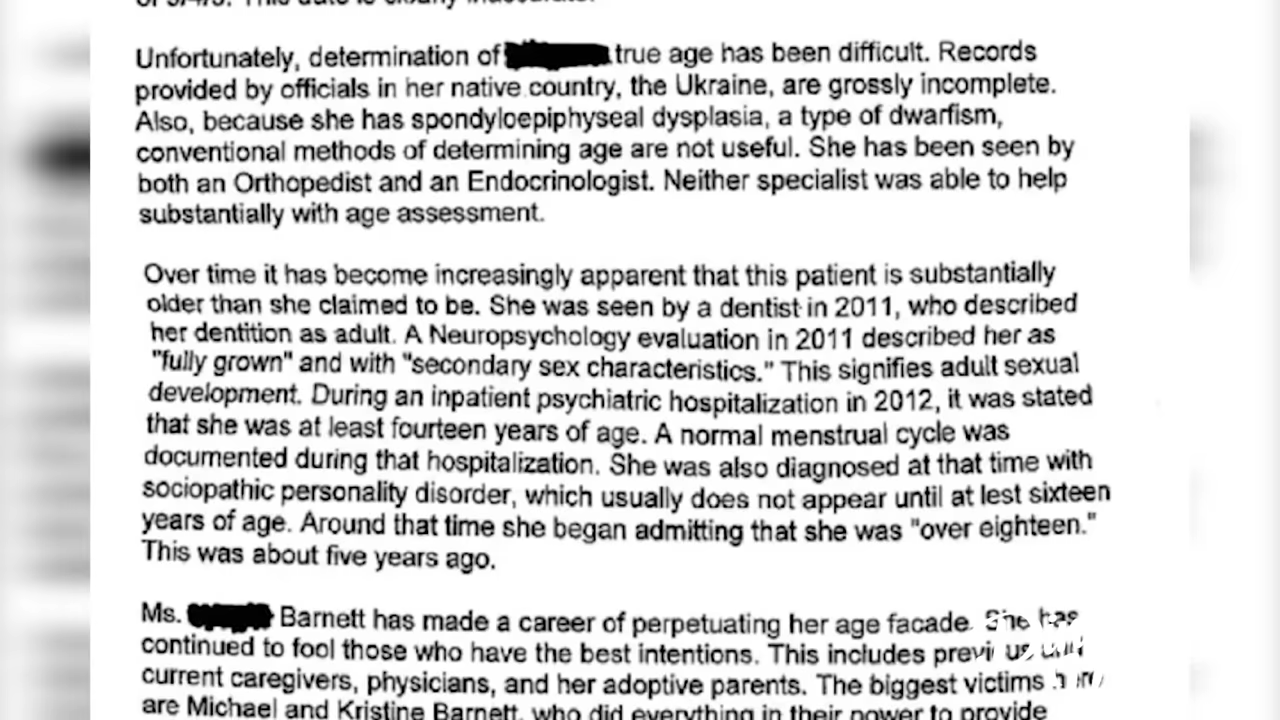 of 9/4/3. This date is clearly inaccurate.
Unfortunately, determination of true age has been difficult. Records
provided by officials in her native country, the Ukraine, are grossly incomplete.
Also, because she has spondyloepiphyseal dysplasia, a type of dwarfism,
conventional methods of determining age are not useful. She has been seen by
both an Orthopedist and an Endocrinologist. Neither specialist was able to help
substantially with age assessment.
Over time it has become increasingly apparent that this patient is substantially
older than she claimed to be. She was seen by a dentist in 2011, who described
her dentition as adult. A Neuropsychology evaluation in 2011 described her as
"fully grown" and with "secondary sex characteristics." This signifies adult sexual
development. During an inpatient psychiatric hospitalization in 2012, it was stated
that she was at least fourteen years of age. A normal menstrual cycle was
documented during that hospitalization. She was also diagnosed at that time with
sociopathic personality disorder, which usually does not appear until at lest sixteen
years of age. Around that time she began admitting that she was "over eighteen."
This was about five years ago.
Ms. Barnett has made a career of perpetuating her age facade. She has
continued to fool those who have the best intentions. This includes previous and
current caregivers, physicians, and her adoptive parents. The biggest victims
are Michael and Kristine Barnett, who did everything in their power to provide